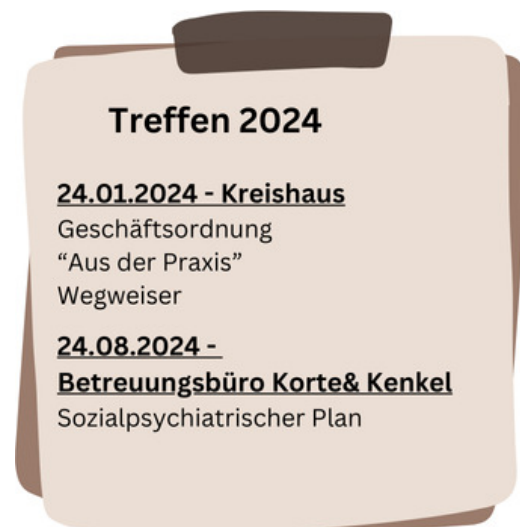 Treffen 2024
24.01.2024 - Kreishaus
Geschäftsordnung
“Aus der Praxis”
Wegweiser
24.08.2024 -
Betreuungsbüro Korte& Kenkel
Sozialpsychiatrischer Plan